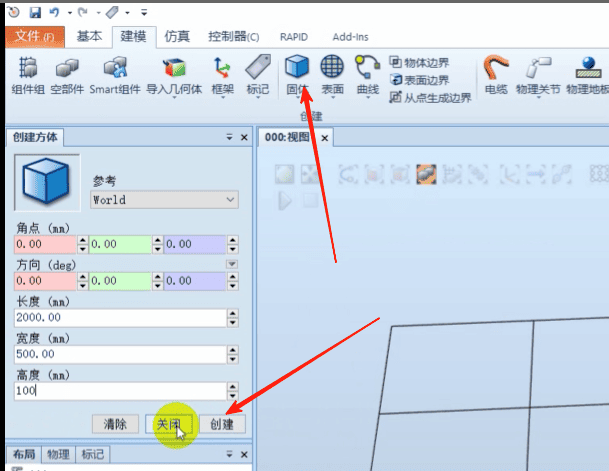 文件(F) 基本 建模 仿真 控制器(C) RAPID Add-Ins
组件组 空部件 Smart组件 导入几何体 框架 标记 固体 表面 曲线 物体边界 电缆 物理关节 物理地板
表面边界
从点生成边界
创建
创建方体 000:视图
参考
World
角点 (mm)
0.00 0.00 0.00
方向 (deg)
0.00 0.00 0.00
长度 (mm)
2000.00
宽度 (mm)
500.00
高度 (mm)
100
清除 关闭 创建
布局 物理 标记